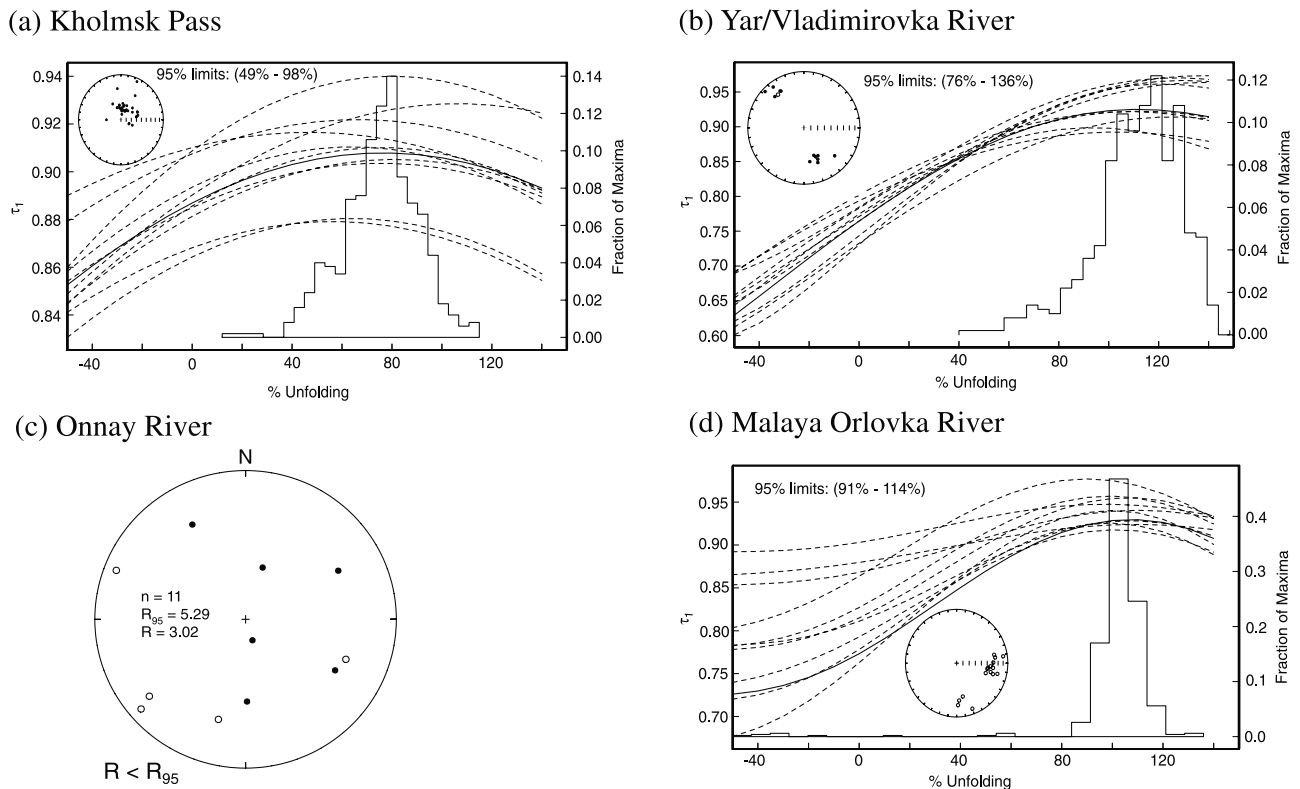 (a) Kholmsk Pass
95% limits: (49% - 98%)
0.94
0.92
0.90
0.88
0.86
0.84
τ1
0.14
0.12
0.10
0.08
0.06
0.04
0.02
0.00
Fraction of Maxima
-40 0 40 80 120
% Unfolding
(b) Yar/Vladimirovka River
95% limits: (76% - 136%)
0.95
0.90
0.85
0.80
0.75
0.70
0.65
0.60
τ1
0.12
0.10
0.08
0.06
0.04
0.02
0.00
Fraction of Maxima
-40 0 40 80 120
% Unfolding
(c) Onnay River
N
n = 11
R95 = 5.29
R = 3.02
R < R95
(d) Malaya Orlovka River
95% limits: (91% - 114%)
0.95
0.90
0.85
0.80
0.75
0.70
τ1
0.4
0.3
0.2
0.1
0.0
Fraction of Maxima
-40 0 40 80 120
% Unfolding